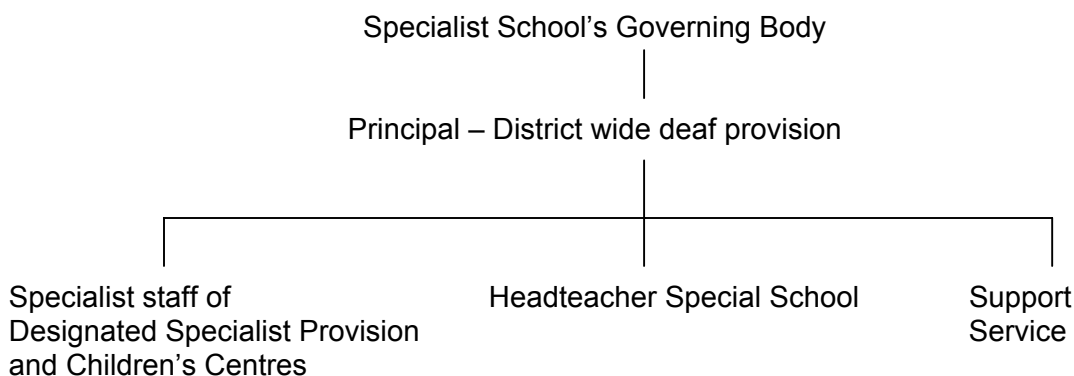 Specialist School's Governing Body
Principal – District wide deaf provision
Specialist staff of
Designated Specialist Provision
and Children's Centres
Headteacher Special School
Support
Service